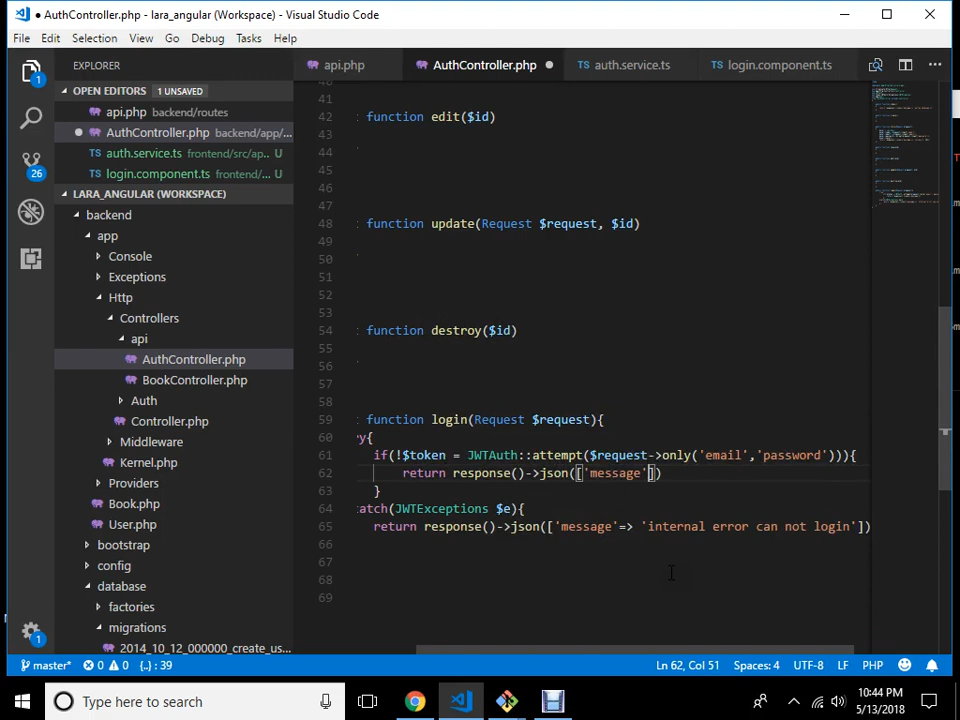 AuthController.php - lara_angular (Workspace) - Visual Studio Code
File Edit Selection View Go Debug Tasks Help
EXPLORER
api.php AuthController.php TS auth.service.ts TS login.component.ts
OPEN EDITORS 1 UNSAVED
api.php backend/routes
AuthController.php backend/app/...
TS auth.service.ts frontend/src/ap... U
TS login.component.ts frontend/... U
LARA_ANGULAR (WORKSPACE)
backend
app
Console
Exceptions
Http
Controllers
api
AuthController.php
BookController.php
Auth
Controller.php
Middleware
Kernel.php
Providers
Book.php
User.php
bootstrap
config
database
factories
migrations
2014_10_12_000000_create_us...
1
26
1
41
42 function edit($id)
43
44
45
46
47
48 function update(Request $request, $id)
49
50
51
52
53
54 function destroy($id)
55
56
57
58
59 function login(Request $request){
60 y{
61 if(!$token = JWTAuth::attempt($request->only('email','password'))){
62 return response()->json(['message'])
63 }
64 atch(JWTExceptions $e){
65 return response()->json(['message'=> 'internal error can not login'])
66
67
68
69
master* 0 0 {..} : 39 Ln 62, Col 51 Spaces: 4 UTF-8 LF PHP
Type here to search
10:44 PM
5/13/2018